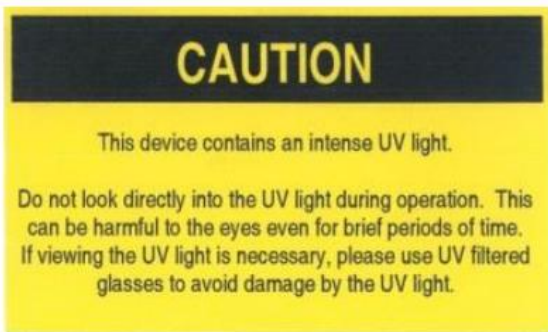 CAUTION
This device contains an intense UV light.
Do not look directly into the UV light during operation. This
can be harmful to the eyes even for brief periods of time.
If viewing the UV light is necessary, please use UV filtered
glasses to avoid damage by the UV light.